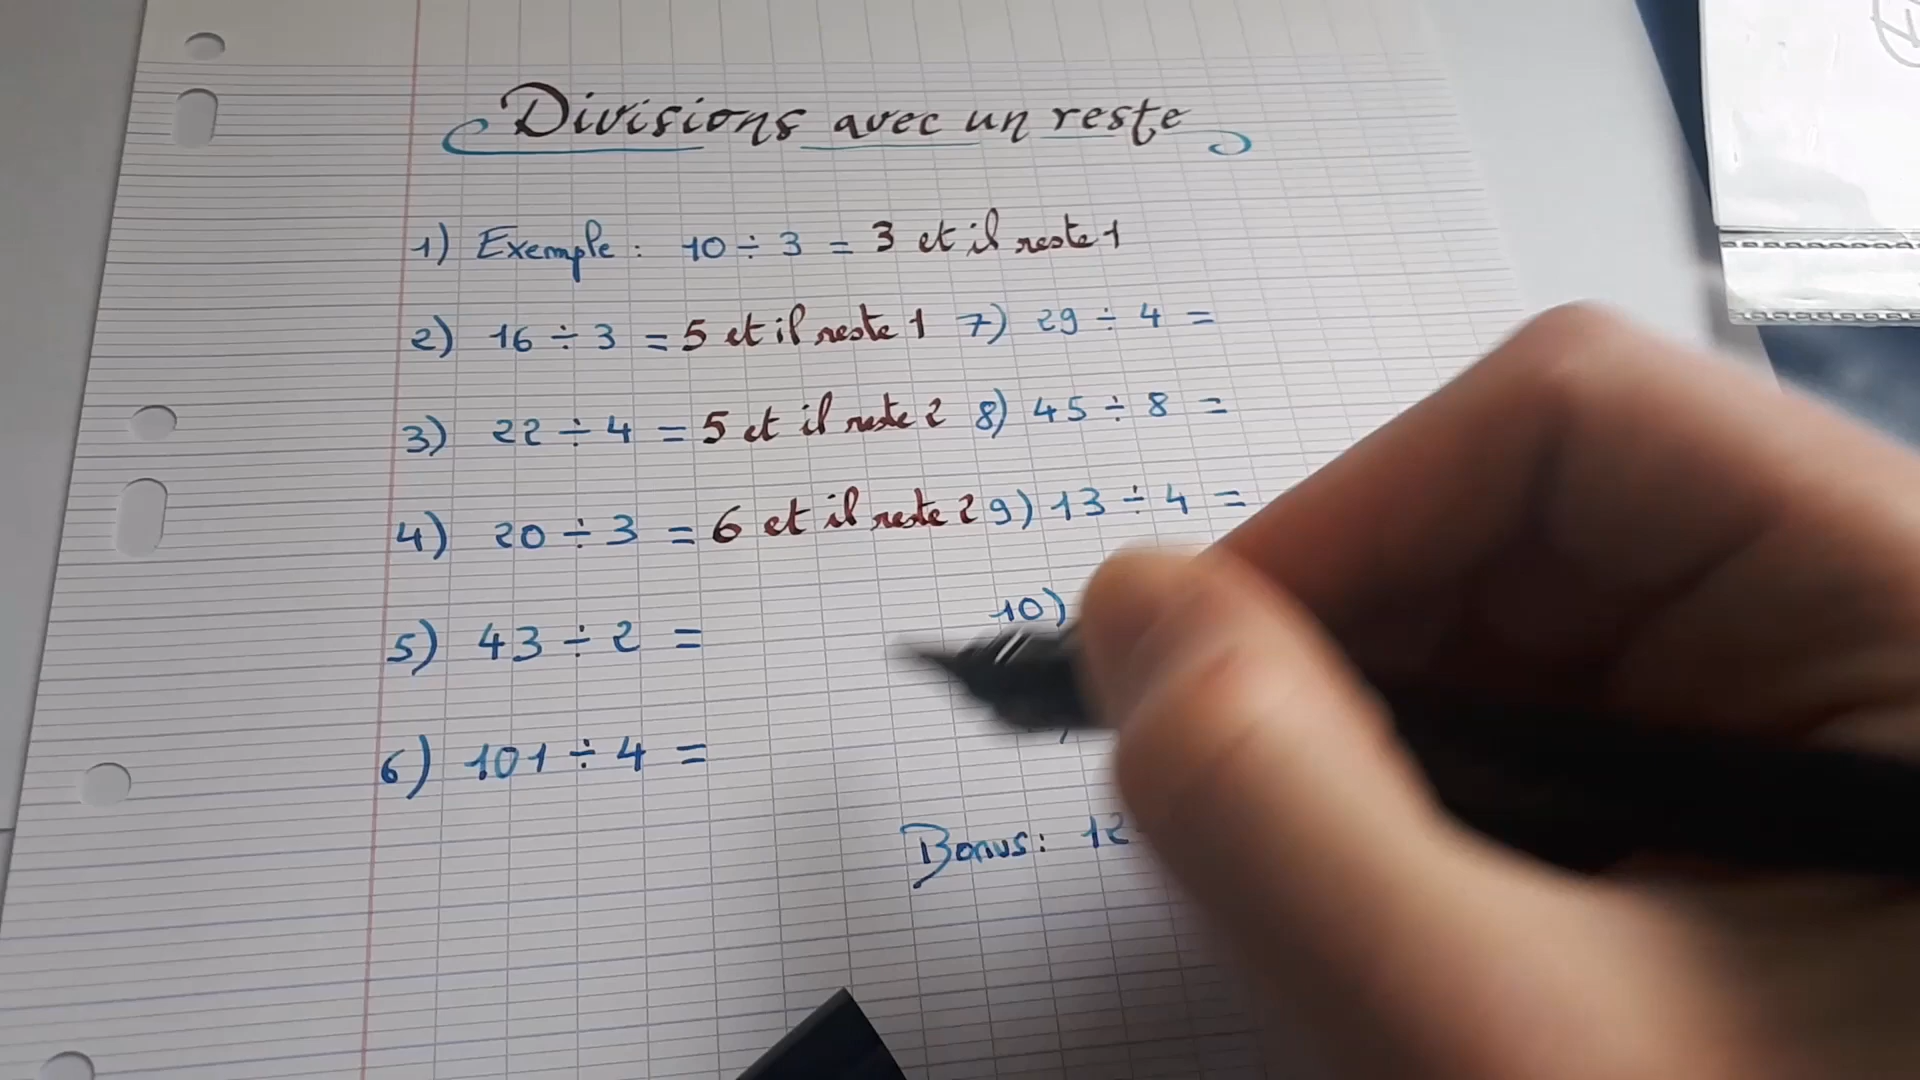 Divisions avec un reste
1) Exemple : 10 ÷ 3 = 3 et il reste 1
2) 16 ÷ 3 = 5 et il reste 1
3) 22 ÷ 4 = 5 et il reste 2
4) 20 ÷ 3 = 6 et il reste 2
5) 43 ÷ 2 =
6) 101 ÷ 4 =
7) 29 ÷ 4 =
8) 45 ÷ 8 =
9) 13 ÷ 4 =
10)
Bonus: 12